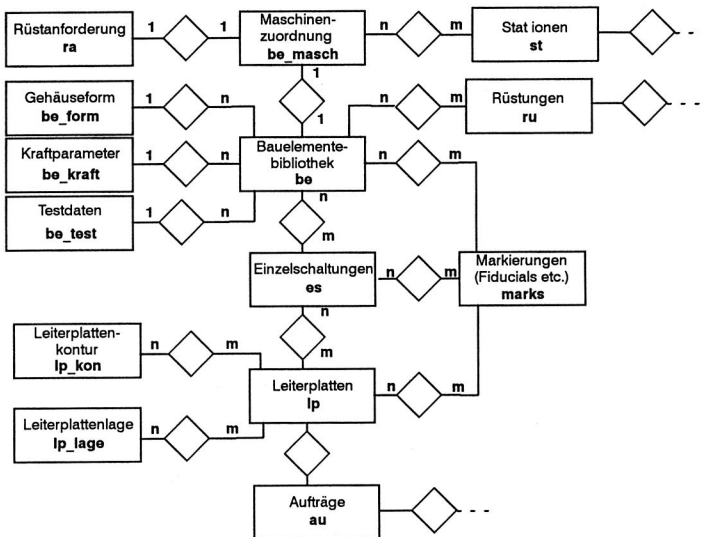 Rüstanforderung
ra
1
1
Maschinen-
zuordnung
be_masch
n
m
Stat ionen
st
1
1
Gehäuseform
be_form
1
n
n
m
Rüstungen
ru
Kraftparameter
be_kraft
1
n
Bauelemente-
bibliothek
be
n
m
Testdaten
be_test
1
n
n
m
Einzelschaltungen
es
n
m
Markierungen
(Fiducials etc.)
marks
n
m
Leiterplatten-
kontur
lp_kon
n
m
Leiterplatten
lp
n
m
Leiterplattenlage
lp_lage
n
m
Aufträge
au